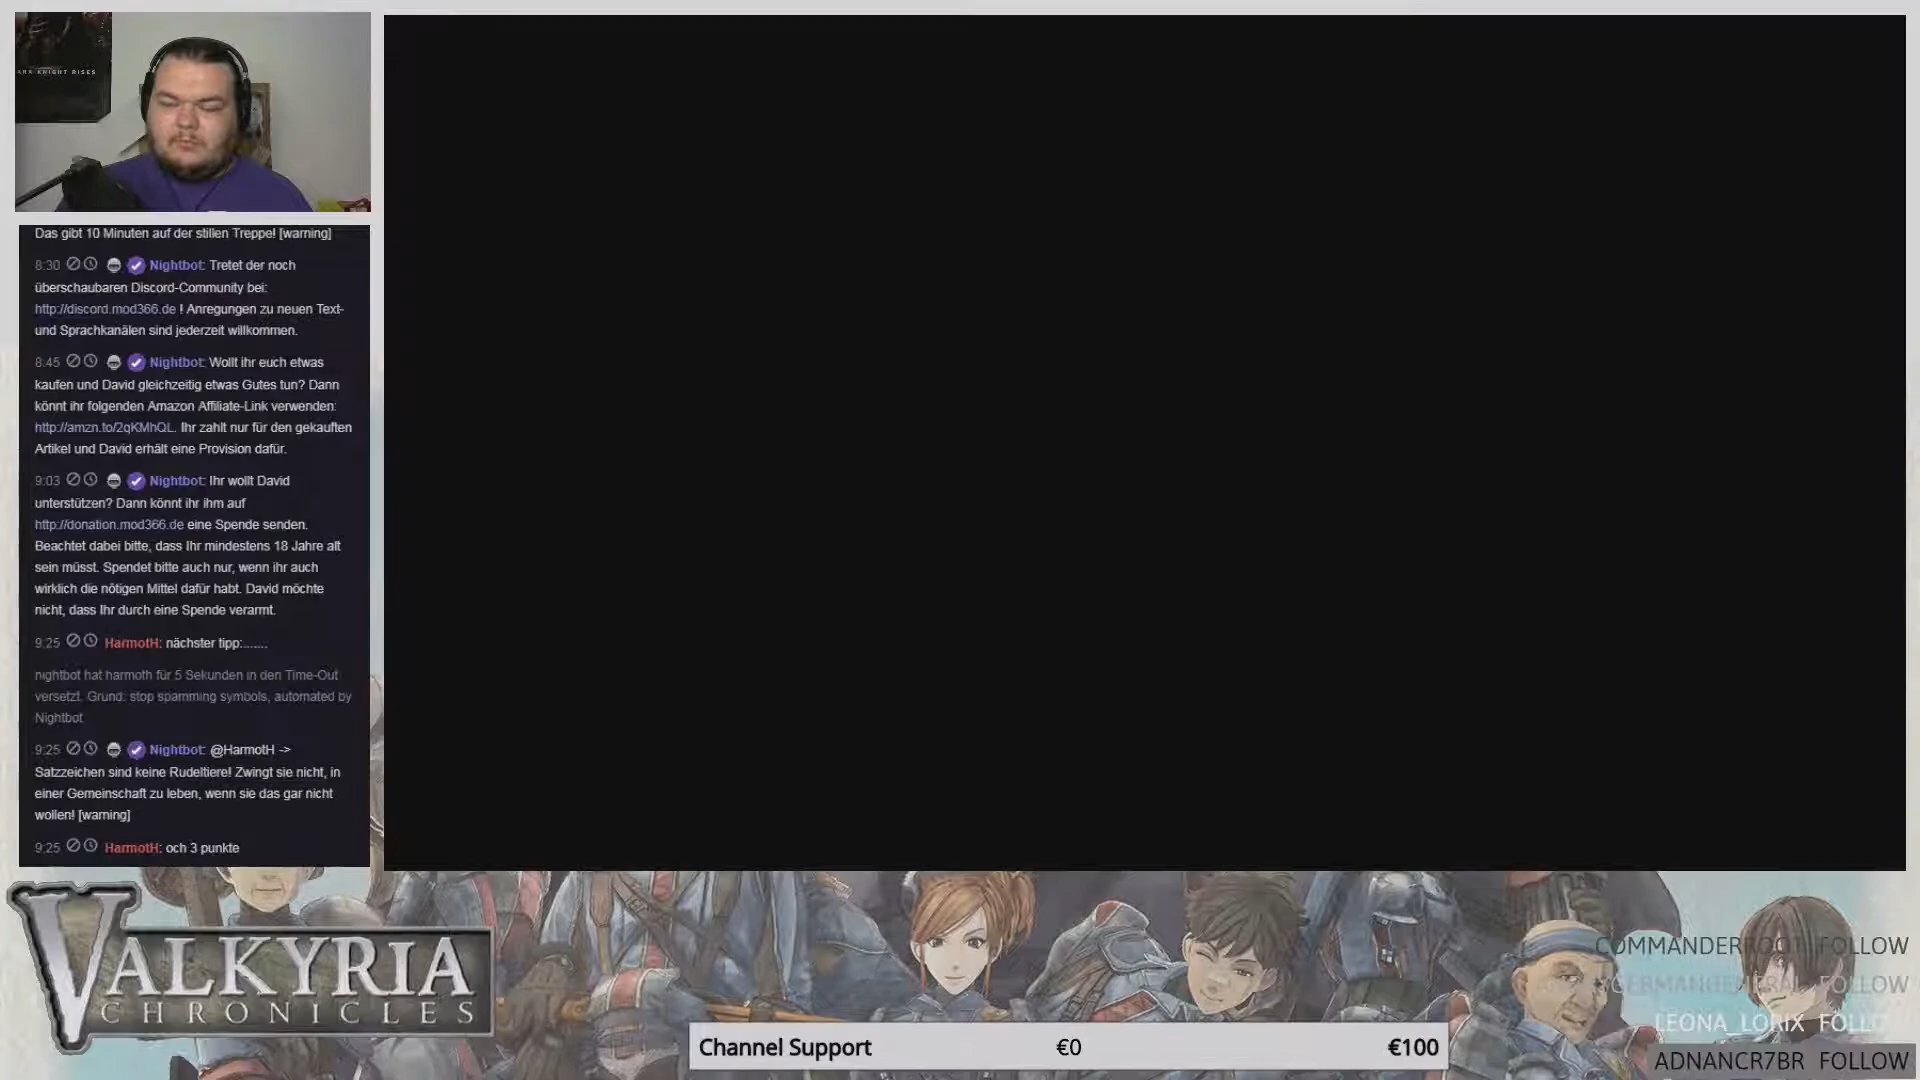 ARK KNIGHT RISES
Das gibt 10 Minuten auf der stillen Treppe! [warning]
8:30 Nightbot: Tretet der noch
überschaubaren Discord-Community bei:
http://discord.mod366.de ! Anregungen zu neuen Text-
und Sprachkanälen sind jederzeit willkommen.
8:45 Nightbot: Wollt ihr euch etwas
kaufen und David gleichzeitig etwas Gutes tun? Dann
könnt ihr folgenden Amazon Affiliate-Link verwenden:
http://amzn.to/2qKMhQL. Ihr zahlt nur für den gekauften
Artikel und David erhält eine Provision dafür.
9:03 Nightbot: Ihr wollt David
unterstützen? Dann könnt ihr ihm auf
http://donation.mod366.de eine Spende senden.
Beachtet dabei bitte, dass Ihr mindestens 18 Jahre alt
sein müsst. Spendet bitte auch nur, wenn ihr auch
wirklich die nötigen Mittel dafür habt. David möchte
nicht, dass Ihr durch eine Spende verarmt.
9:25 HarmotH: nächster tipp:.......
nightbot hat harmoth für 5 Sekunden in den Time-Out
versetzt. Grund: stop spamming symbols, automated by
Nightbot
9:25 Nightbot: @HarmotH ->
Satzzeichen sind keine Rudeltiere! Zwingt sie nicht, in
einer Gemeinschaft zu leben, wenn sie das gar nicht
wollen! [warning]
9:25 HarmotH: och 3 punkte
VALKYRIA
CHRONICLES
Channel Support €0 €100
COMMANDERROOT FOLLOW
FOLLOW
LEONA_LORIX FOLLO
ADNANCR7BR FOLLOW